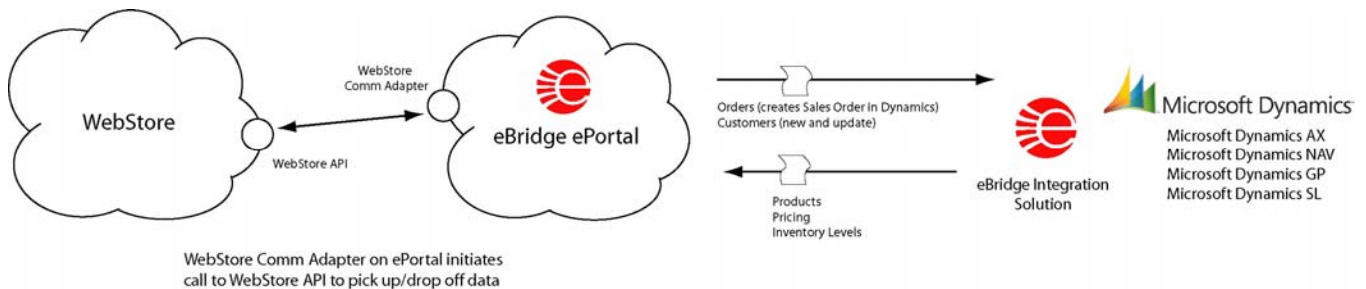 WebStore
WebStore API
WebStore
Comm Adapter
eBridge ePortal
Orders (creates Sales Order in Dynamics)
Customers (new and update)
Products
Pricing
Inventory Levels
eBridge Integration
Solution
Microsoft Dynamics
Microsoft Dynamics AX
Microsoft Dynamics NAV
Microsoft Dynamics GP
Microsoft Dynamics SL
WebStore Comm Adapter on ePortal initiates
call to WebStore API to pick up/drop off data